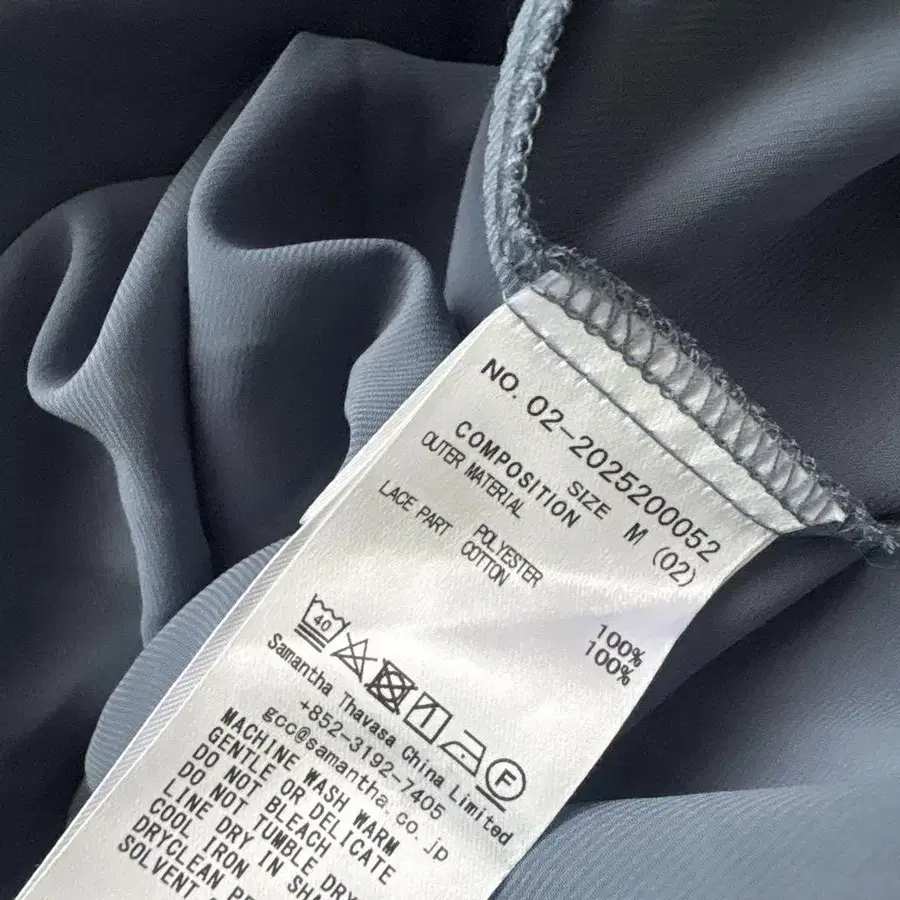 NO. 02-2025200052
SIZE M (02)
COMPOSITION
OUTER MATERIAL
POLYESTER 100%
LACE PART
COTTON 100%
40
F
Samantha Thavasa China Limited
+852-3192-7405
gcc@samantha.co.jp
MACHINE WASH WARM
GENTLE OR DELICATE
DO NOT BLEACH
DO NOT TUMBLE DRY
LINE DRY IN
COOL IRON
DRYCLEAN
SOLVENT